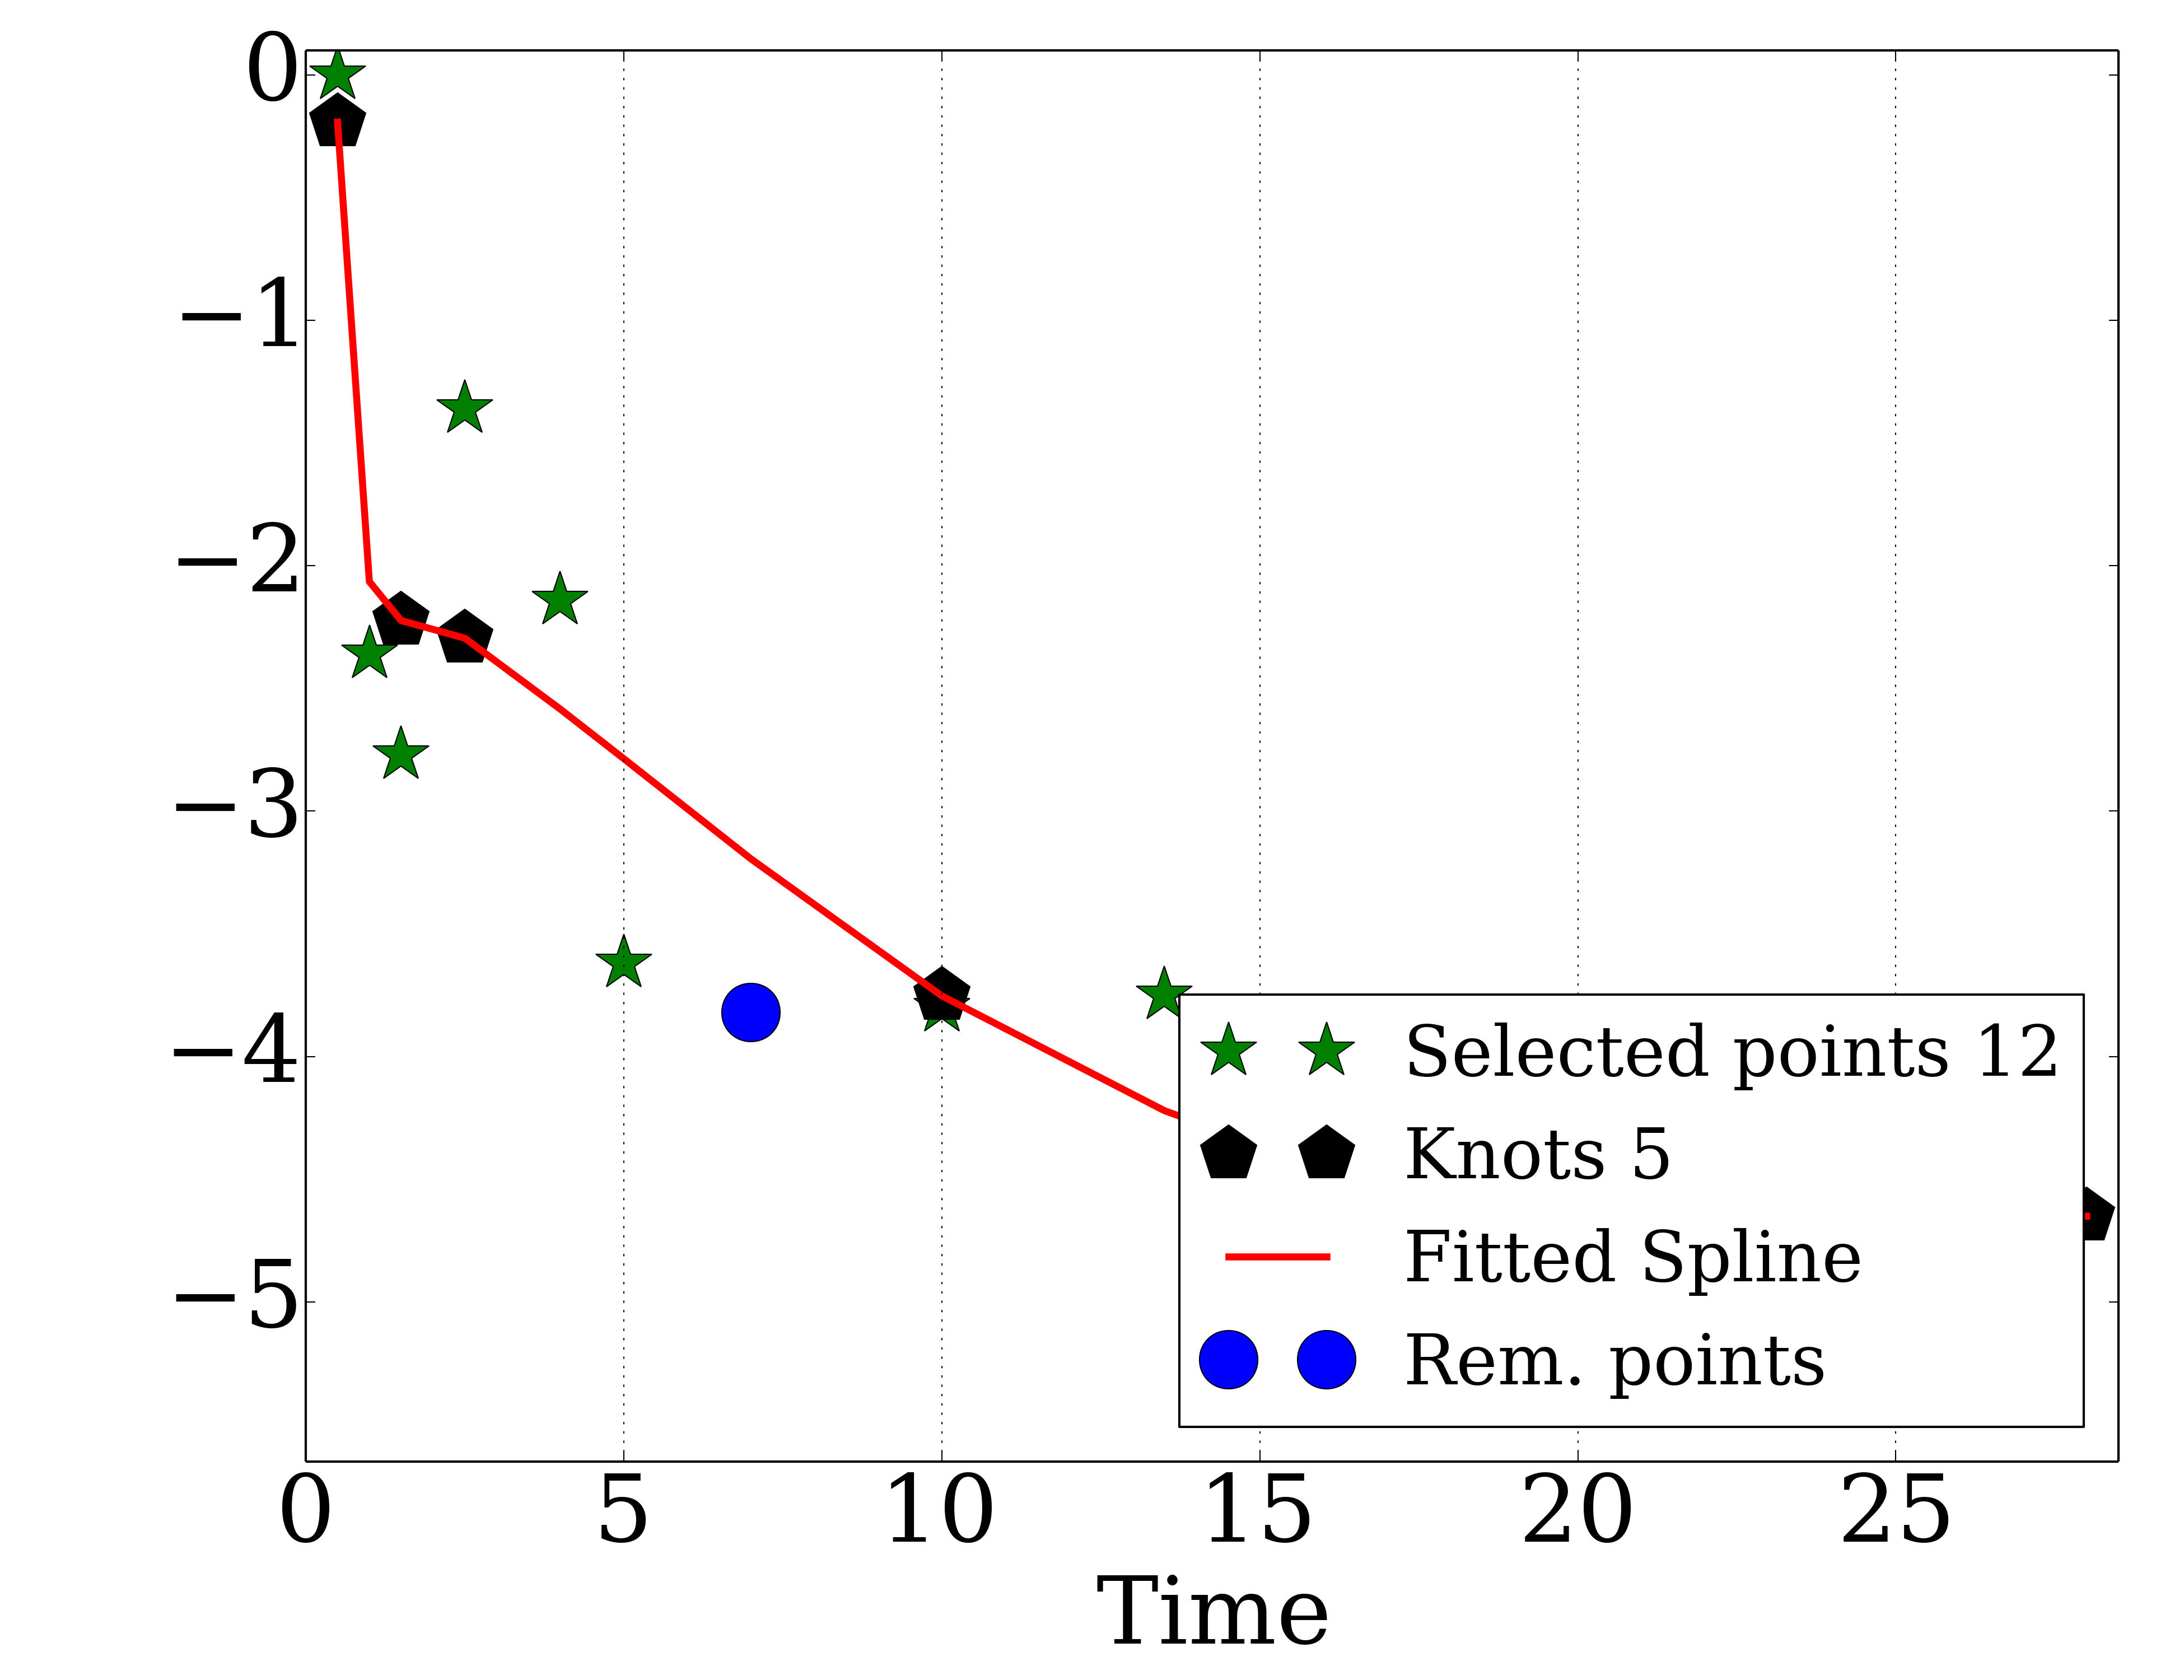 0
−1
−2
−3
−4
−5
0 5 10 15 20 25
Time
Selected points 12
Knots 5
Fitted Spline
Rem. points